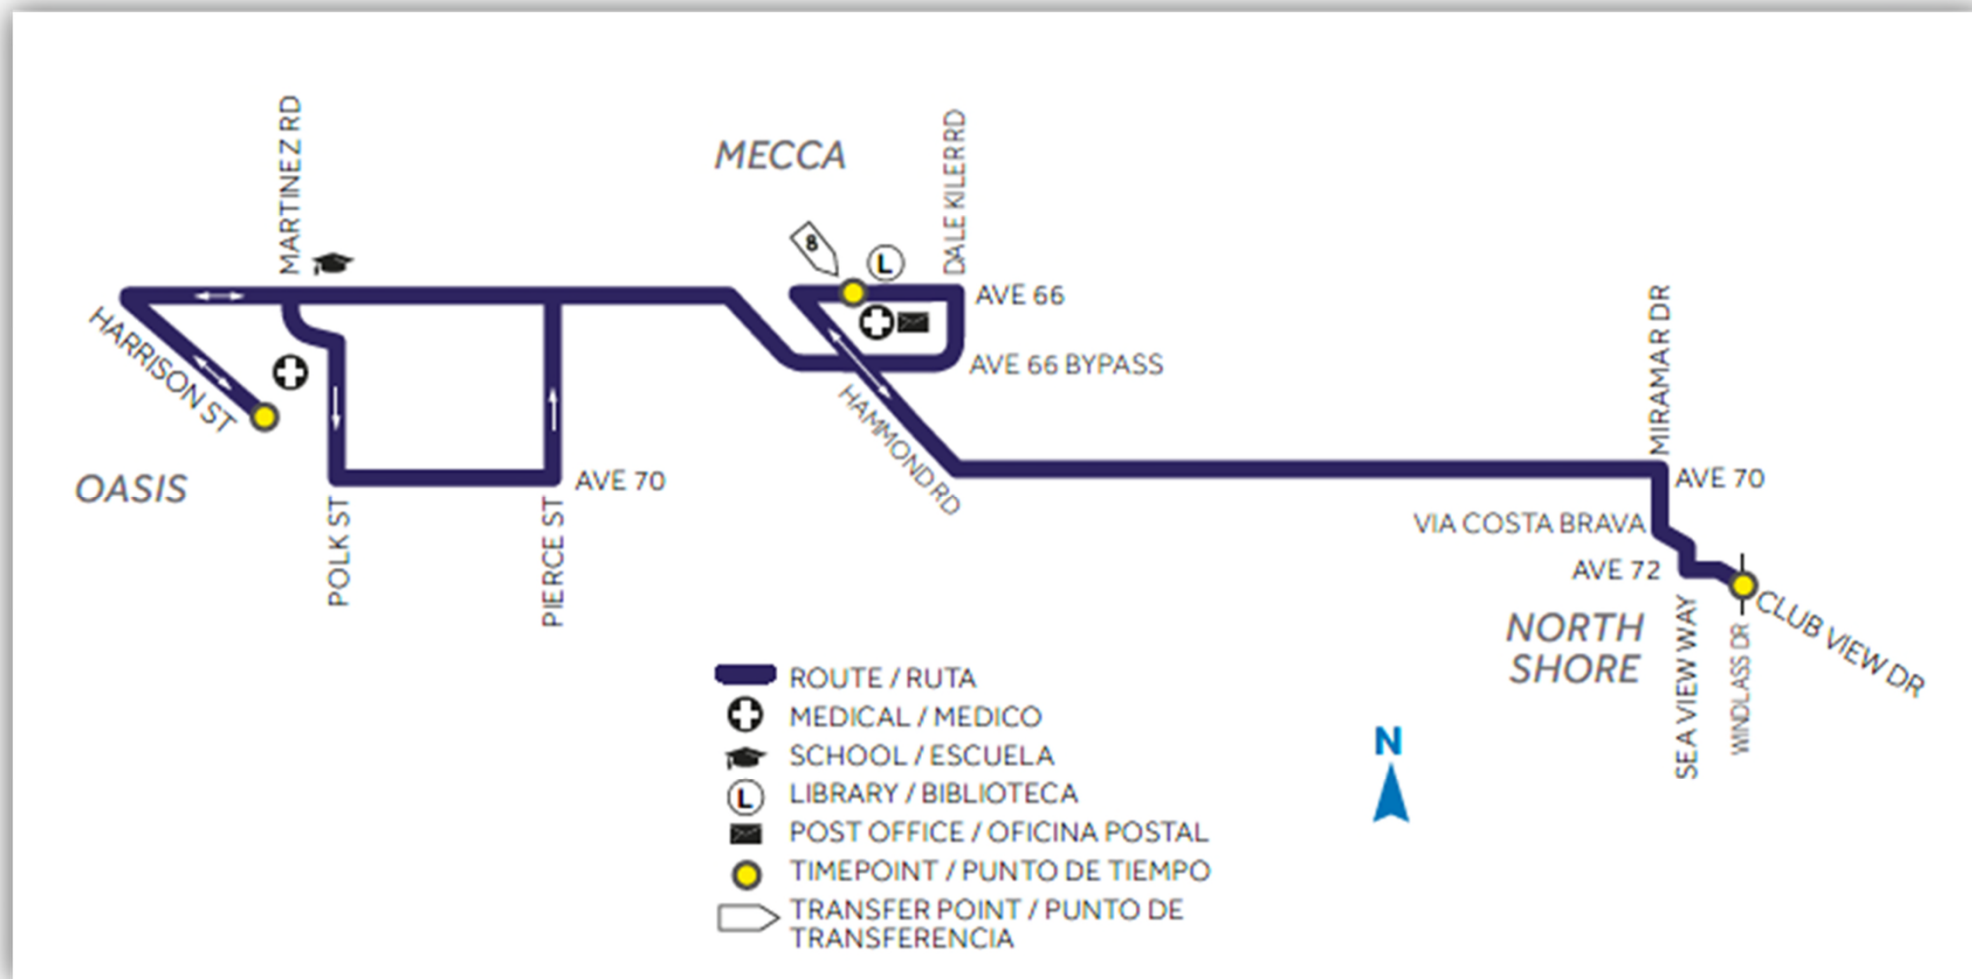 MARTINEZ RD
MECCA
DALE KILER RD
8
L
AVE 66
MIRAMAR DR
HARRISON ST
AVE 66 BYPASS
HAMMOND RD
OASIS
AVE 70
AVE 70
POLK ST
PIERCE ST
VIA COSTA BRAVA
AVE 72
CLUB VIEW DR
NORTH
SHORE
SEA VIEW WAY
WINDLASS DR
ROUTE / RUTA
MEDICAL / MEDICO
SCHOOL / ESCUELA
L
LIBRARY / BIBLIOTECA
POST OFFICE / OFICINA POSTAL
TIMEPOINT / PUNTO DE TIEMPO
TRANSFER POINT / PUNTO DE
TRANSFERENCIA
N